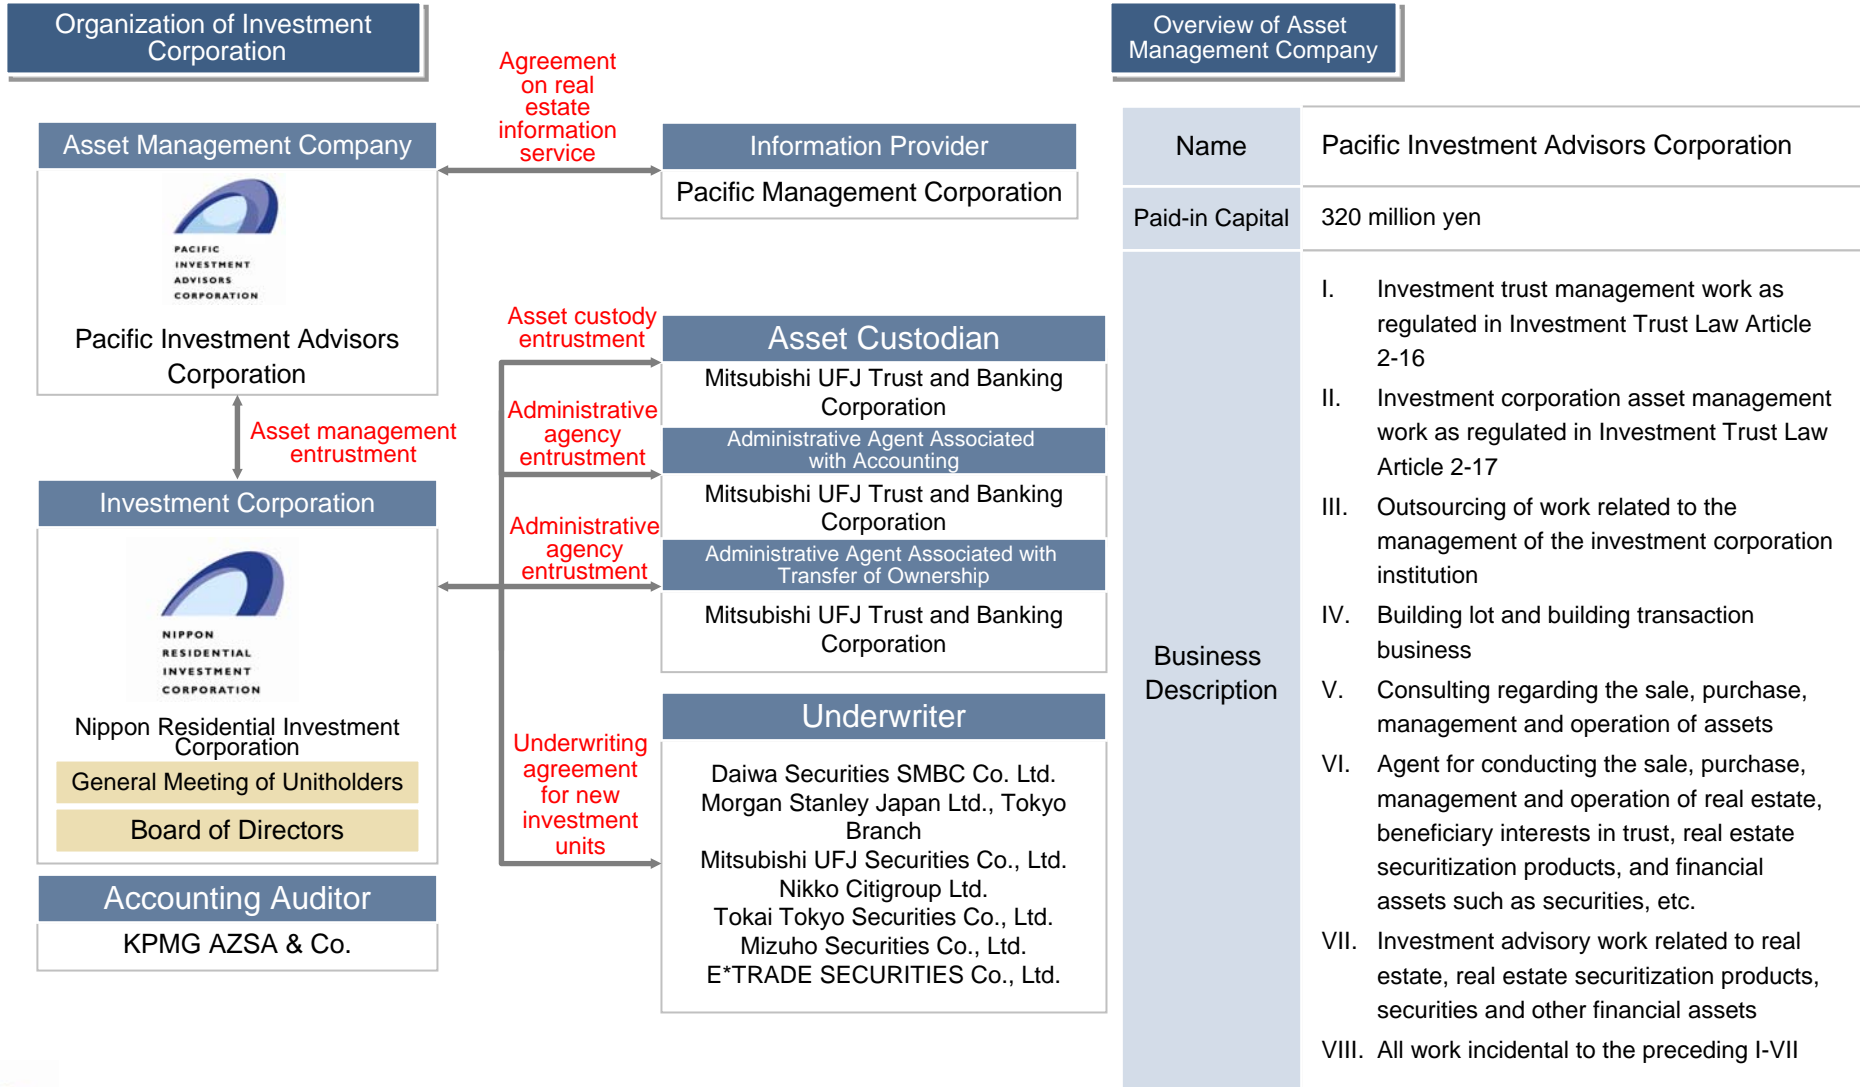 Organization of Investment
Corporation
Overview of Asset
Management Company
Agreement
on real
estate
information
service
Asset Management Company
PACIFIC
INVESTMENT
ADVISORS
CORPORATION
Pacific Investment Advisors
Corporation
Information Provider
Pacific Management Corporation
Asset management
entrustment
Investment Corporation
NIPPON
RESIDENTIAL
INVESTMENT
CORPORATION
Nippon Residential Investment
Corporation
General Meeting of Unitholders
Board of Directors
Accounting Auditor
KPMG AZSA & Co.
Asset custody
entrustment
Administrative
agency
entrustment
Administrative
agency
entrustment
Underwriting
agreement
for new
investment
units
Asset Custodian
Mitsubishi UFJ Trust and Banking
Corporation
Administrative Agent Associated
with Accounting
Mitsubishi UFJ Trust and Banking
Corporation
Administrative Agent Associated with
Transfer of Ownership
Mitsubishi UFJ Trust and Banking
Corporation
Underwriter
Daiwa Securities SMBC Co. Ltd.
Morgan Stanley Japan Ltd., Tokyo
Branch
Mitsubishi UFJ Securities Co., Ltd.
Nikko Citigroup Ltd.
Tokai Tokyo Securities Co., Ltd.
Mizuho Securities Co., Ltd.
E*TRADE SECURITIES Co., Ltd.
Name
Pacific Investment Advisors Corporation
Paid-in Capital
320 million yen
Business
Description
I. Investment trust management work as
regulated in Investment Trust Law Article
2-16
II. Investment corporation asset management
work as regulated in Investment Trust Law
Article 2-17
III. Outsourcing of work related to the
management of the investment corporation
institution
IV. Building lot and building transaction
business
V. Consulting regarding the sale, purchase,
management and operation of assets
VI. Agent for conducting the sale, purchase,
management and operation of real estate,
beneficiary interests in trust, real estate
securitization products, and financial
assets such as securities, etc.
VII. Investment advisory work related to real
estate, real estate securitization products,
securities and other financial assets
VIII. All work incidental to the preceding I-VII